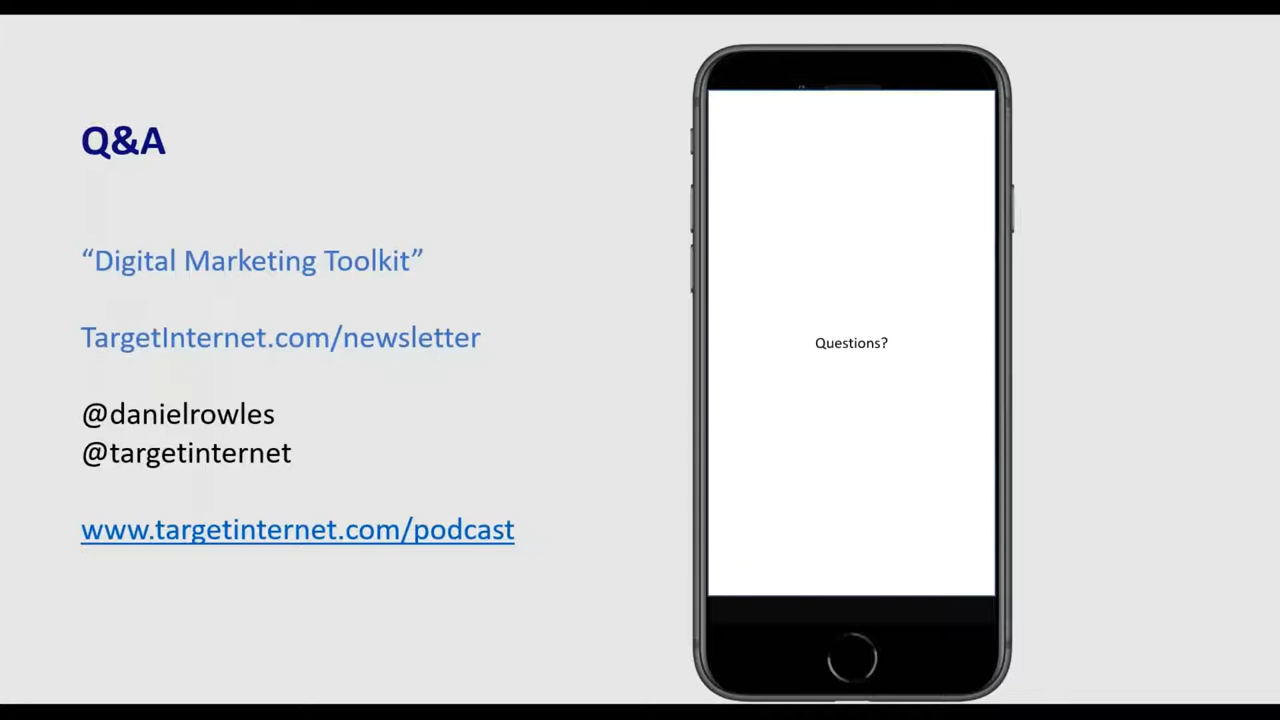 Q&A
“Digital Marketing Toolkit”
TargetInternet.com/newsletter
@danielrowles
@targetinternet
www.targetinternet.com/podcast
Questions?